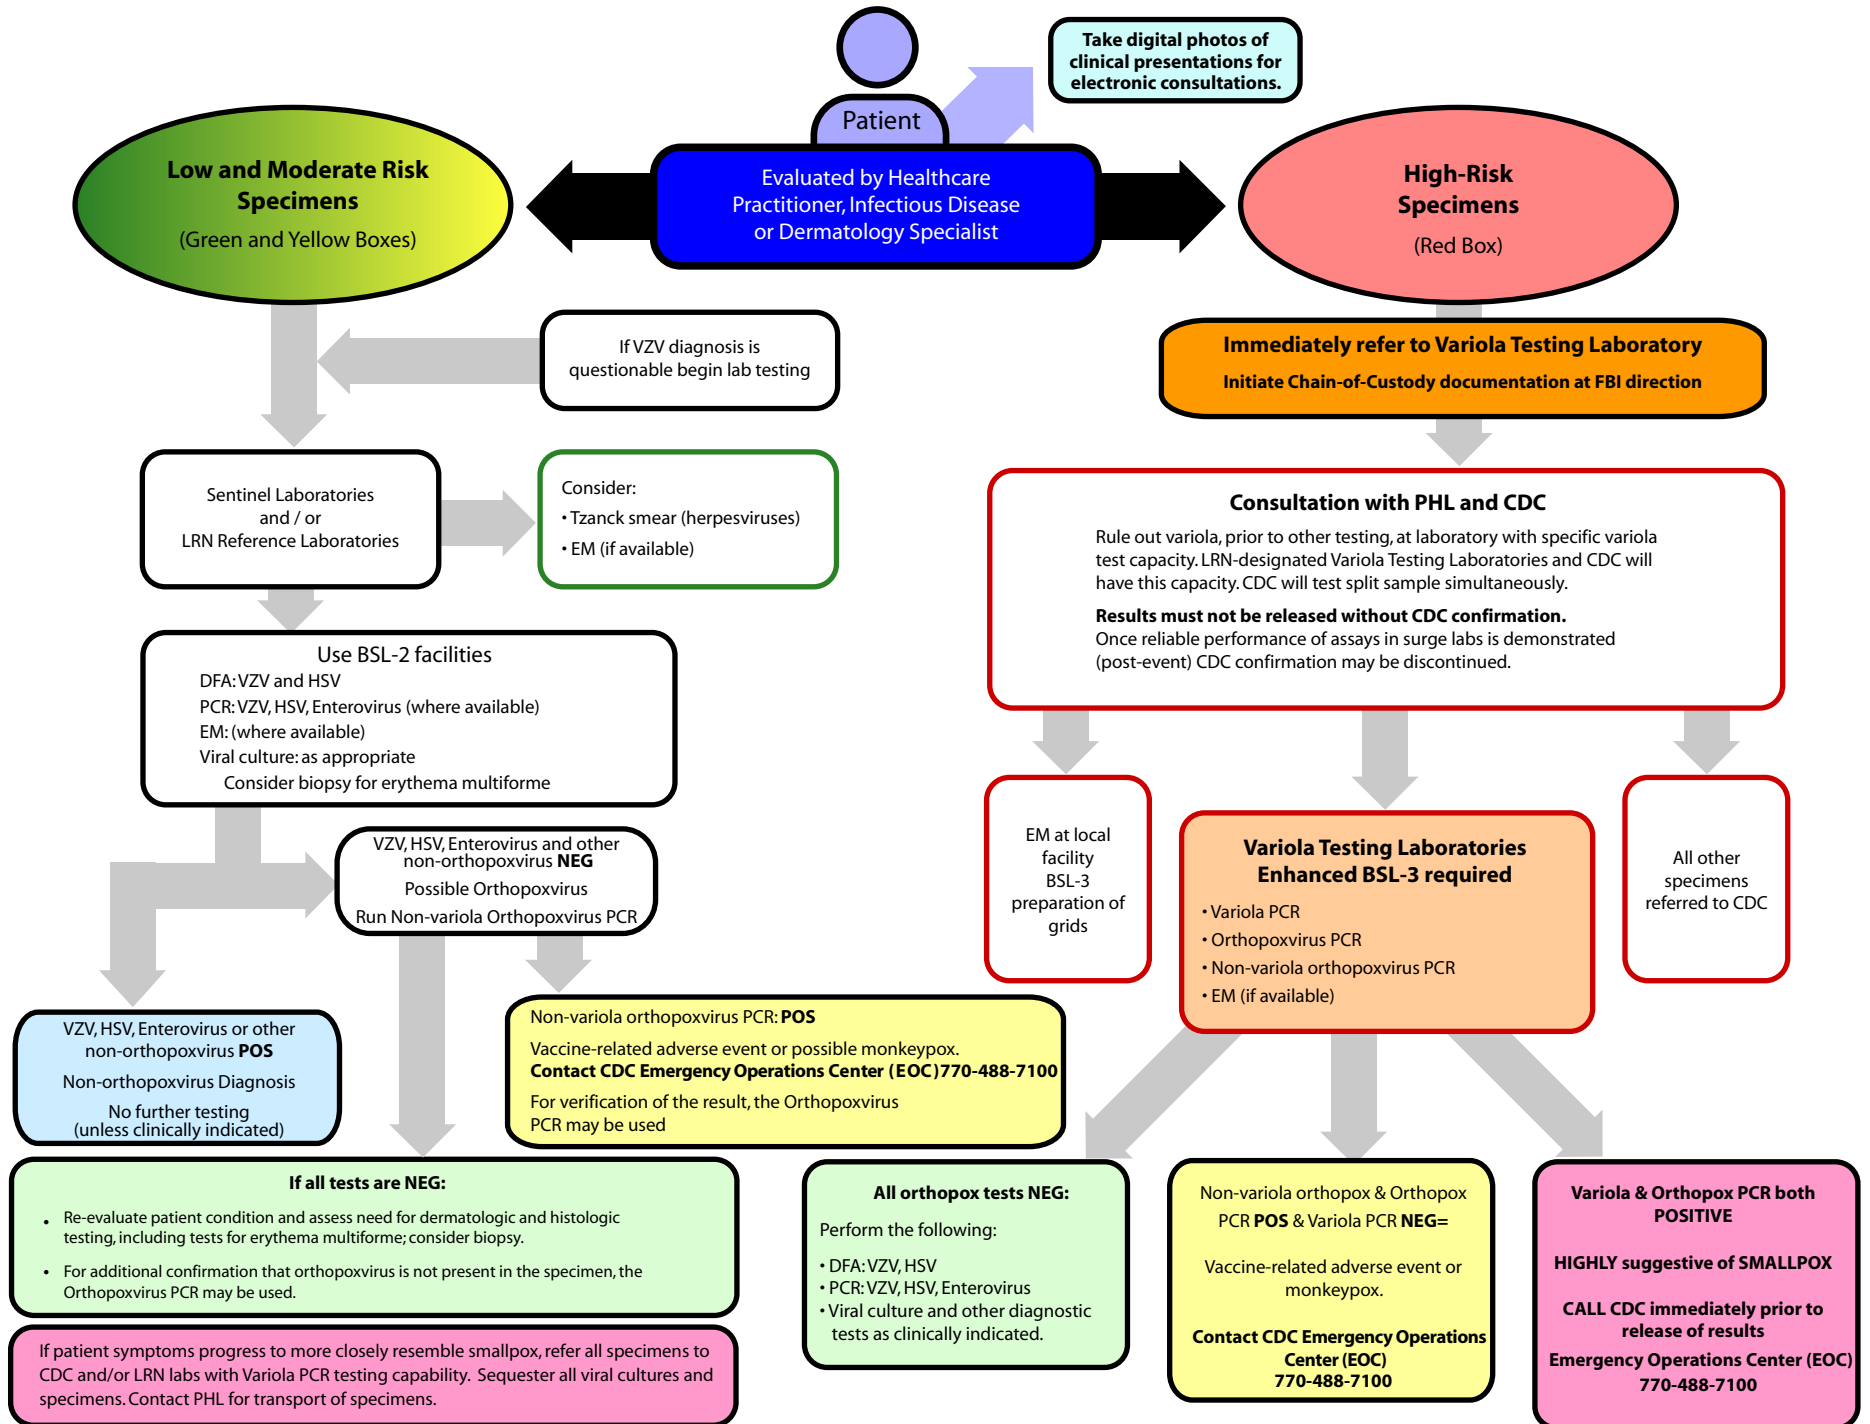 Take digital photos of
clinical presentations for
electronic consultations.
Patient
Low and Moderate Risk
Specimens
(Green and Yellow Boxes)
Evaluated by Healthcare
Practitioner, Infectious Disease
or Dermatology Specialist
High-Risk
Specimens
(Red Box)
If VZV diagnosis is
questionable begin lab testing
Immediately refer to Variola Testing Laboratory
Initiate Chain-of-Custody documentation at FBI direction
Sentinel Laboratories
and / or
LRN Reference Laboratories
Consider:
• Tzanck smear (herpesviruses)
• EM (if available)
Consultation with PHL and CDC
Rule out variola, prior to other testing, at laboratory with specific variola
test capacity. LRN-designated Variola Testing Laboratories and CDC will
have this capacity. CDC will test split sample simultaneously.
Results must not be released without CDC confirmation.
Once reliable performance of assays in surge labs is demonstrated
(post-event) CDC confirmation may be discontinued.
Use BSL-2 facilities
DFA: VZV and HSV
PCR: VZV, HSV, Enterovirus (where available)
EM: (where available)
Viral culture: as appropriate
Consider biopsy for erythema multiforme
VZV, HSV, Enterovirus and other
non-orthopoxvirus NEG
Possible Orthopoxvirus
Run Non-variola Orthopoxvirus PCR
EM at local
facility
BSL-3
preparation of
grids
Variola Testing Laboratories
Enhanced BSL-3 required
• Variola PCR
• Orthopoxvirus PCR
• Non-variola orthopoxvirus PCR
• EM (if available)
All other
specimens
referred to CDC
VZV, HSV, Enterovirus or other
non-orthopoxvirus POS
Non-orthopoxvirus Diagnosis
No further testing
(unless clinically indicated)
Non-variola orthopoxvirus PCR: POS
Vaccine-related adverse event or possible monkeypox.
Contact CDC Emergency Operations Center (EOC)770-488-7100
For verification of the result, the Orthopoxvirus
PCR may be used
If all tests are NEG:
• Re-evaluate patient condition and assess need for dermatologic and histologic
testing, including tests for erythema multiforme; consider biopsy.
• For additional confirmation that orthopoxvirus is not present in the specimen, the
Orthopoxvirus PCR may be used.
If patient symptoms progress to more closely resemble smallpox, refer all specimens to
CDC and/or LRN labs with Variola PCR testing capability. Sequester all viral cultures and
specimens. Contact PHL for transport of specimens.
All orthopox tests NEG:
Perform the following:
• DFA: VZV, HSV
• PCR: VZV, HSV, Enterovirus
• Viral culture and other diagnostic
tests as clinically indicated.
Non-variola orthopox & Orthopox
PCR POS & Variola PCR NEG=
Vaccine-related adverse event or
monkeypox.
Contact CDC Emergency Operations
Center (EOC)
770-488-7100
Variola & Orthopox PCR both
POSITIVE
HIGHLY suggestive of SMALLPOX
CALL CDC immediately prior to
release of results
Emergency Operations Center (EOC)
770-488-7100